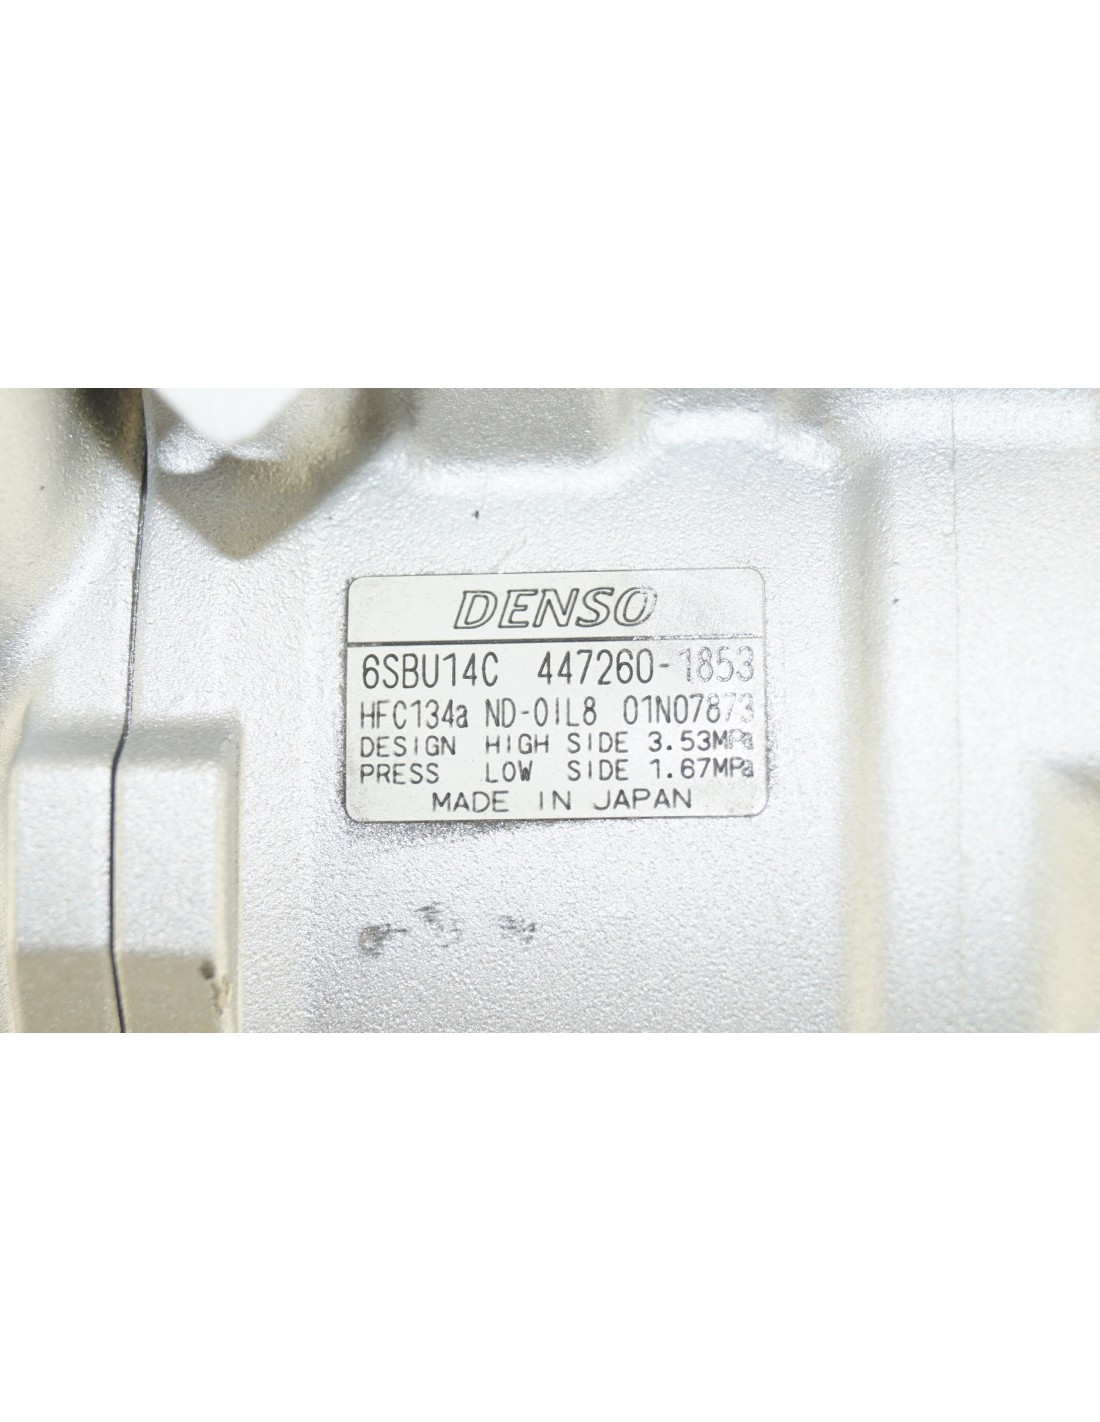 DENSO
6SBU14C 447260-1853
HFC134a ND-OIL8 01N07873
DESIGN HIGH SIDE 3.53MPa
PRESS LOW SIDE 1.67MPa
MADE IN JAPAN